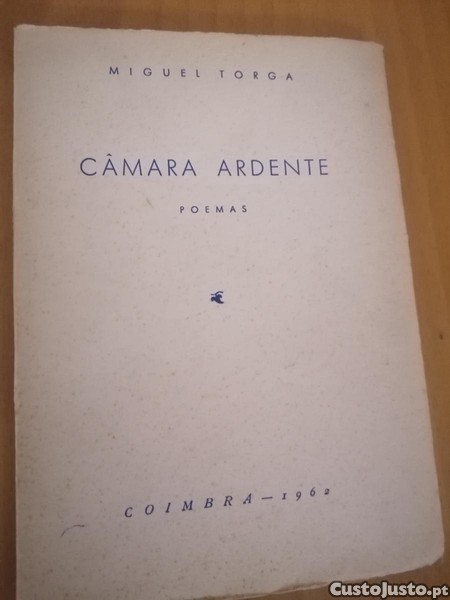 MIGUEL TORGA
CÂMARA ARDENTE
POEMAS
COIMBRA — 1962
CustoJusto.pt